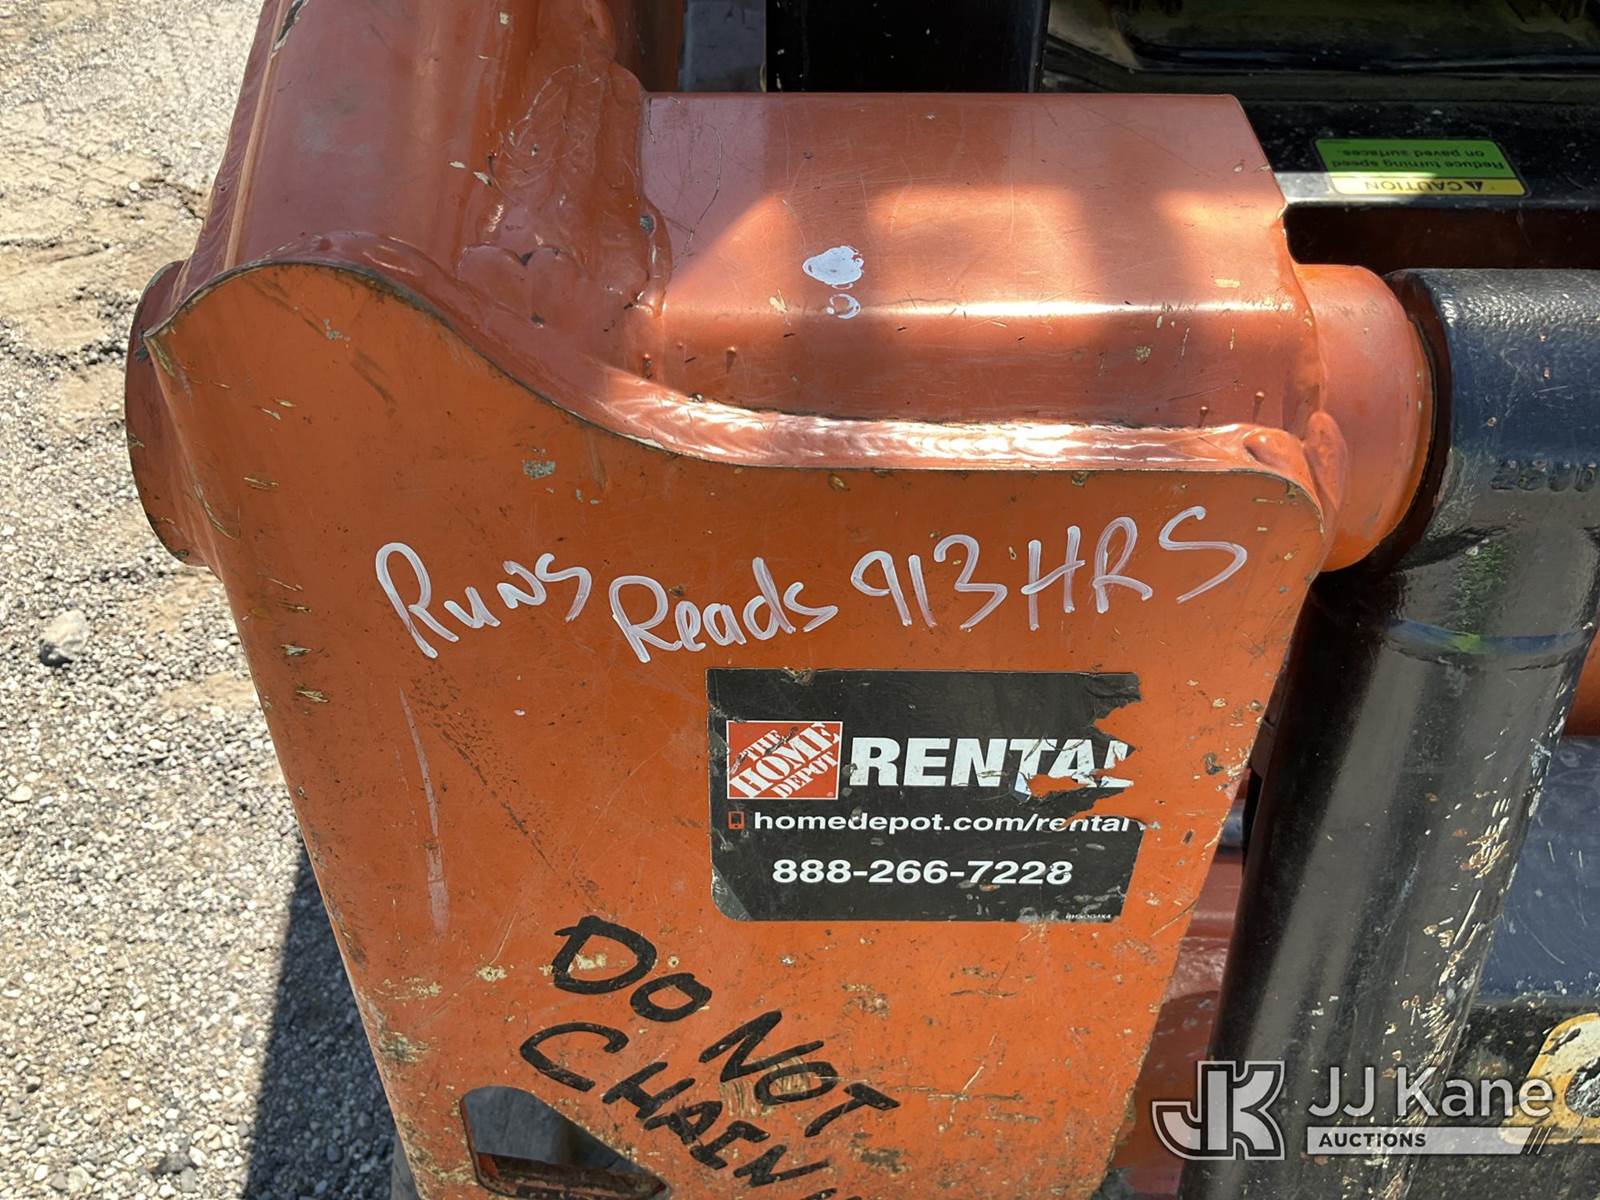 Reduce turning speed
on paved surfaces.
CAUTION
Runs Reads 913 HRS
THE
HOME
DEPOT
RENTAL
homedepot.com/rental
888-266-7228
DO NOT
CHAIN
JK JJ Kane
AUCTIONS